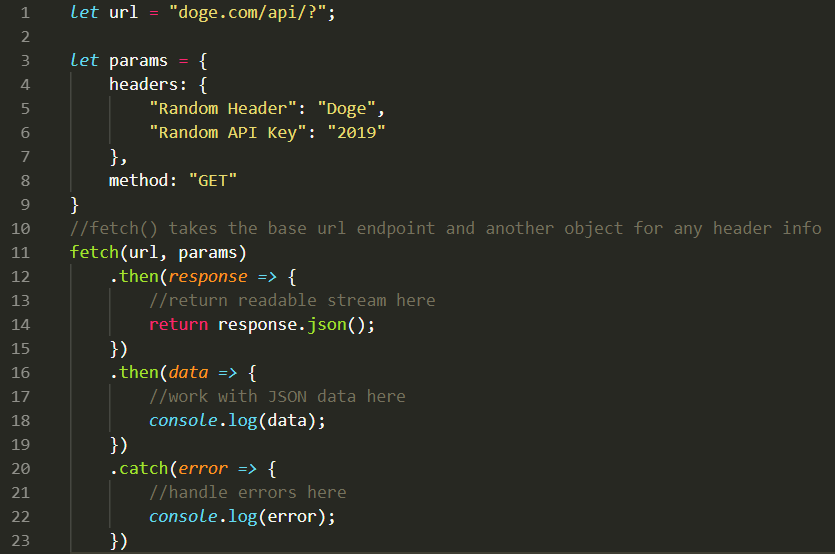 1 let url = "doge.com/api/?";
2
3 let params = {
4     headers: {
5         "Random Header": "Doge",
6         "Random API Key": "2019"
7     },
8     method: "GET"
9 }
10 //fetch() takes the base url endpoint and another object for any header info
11 fetch(url, params)
12     .then(response => {
13         //return readable stream here
14         return response.json();
15     })
16     .then(data => {
17         //work with JSON data here
18         console.log(data);
19     })
20     .catch(error => {
21         //handle errors here
22         console.log(error);
23     })